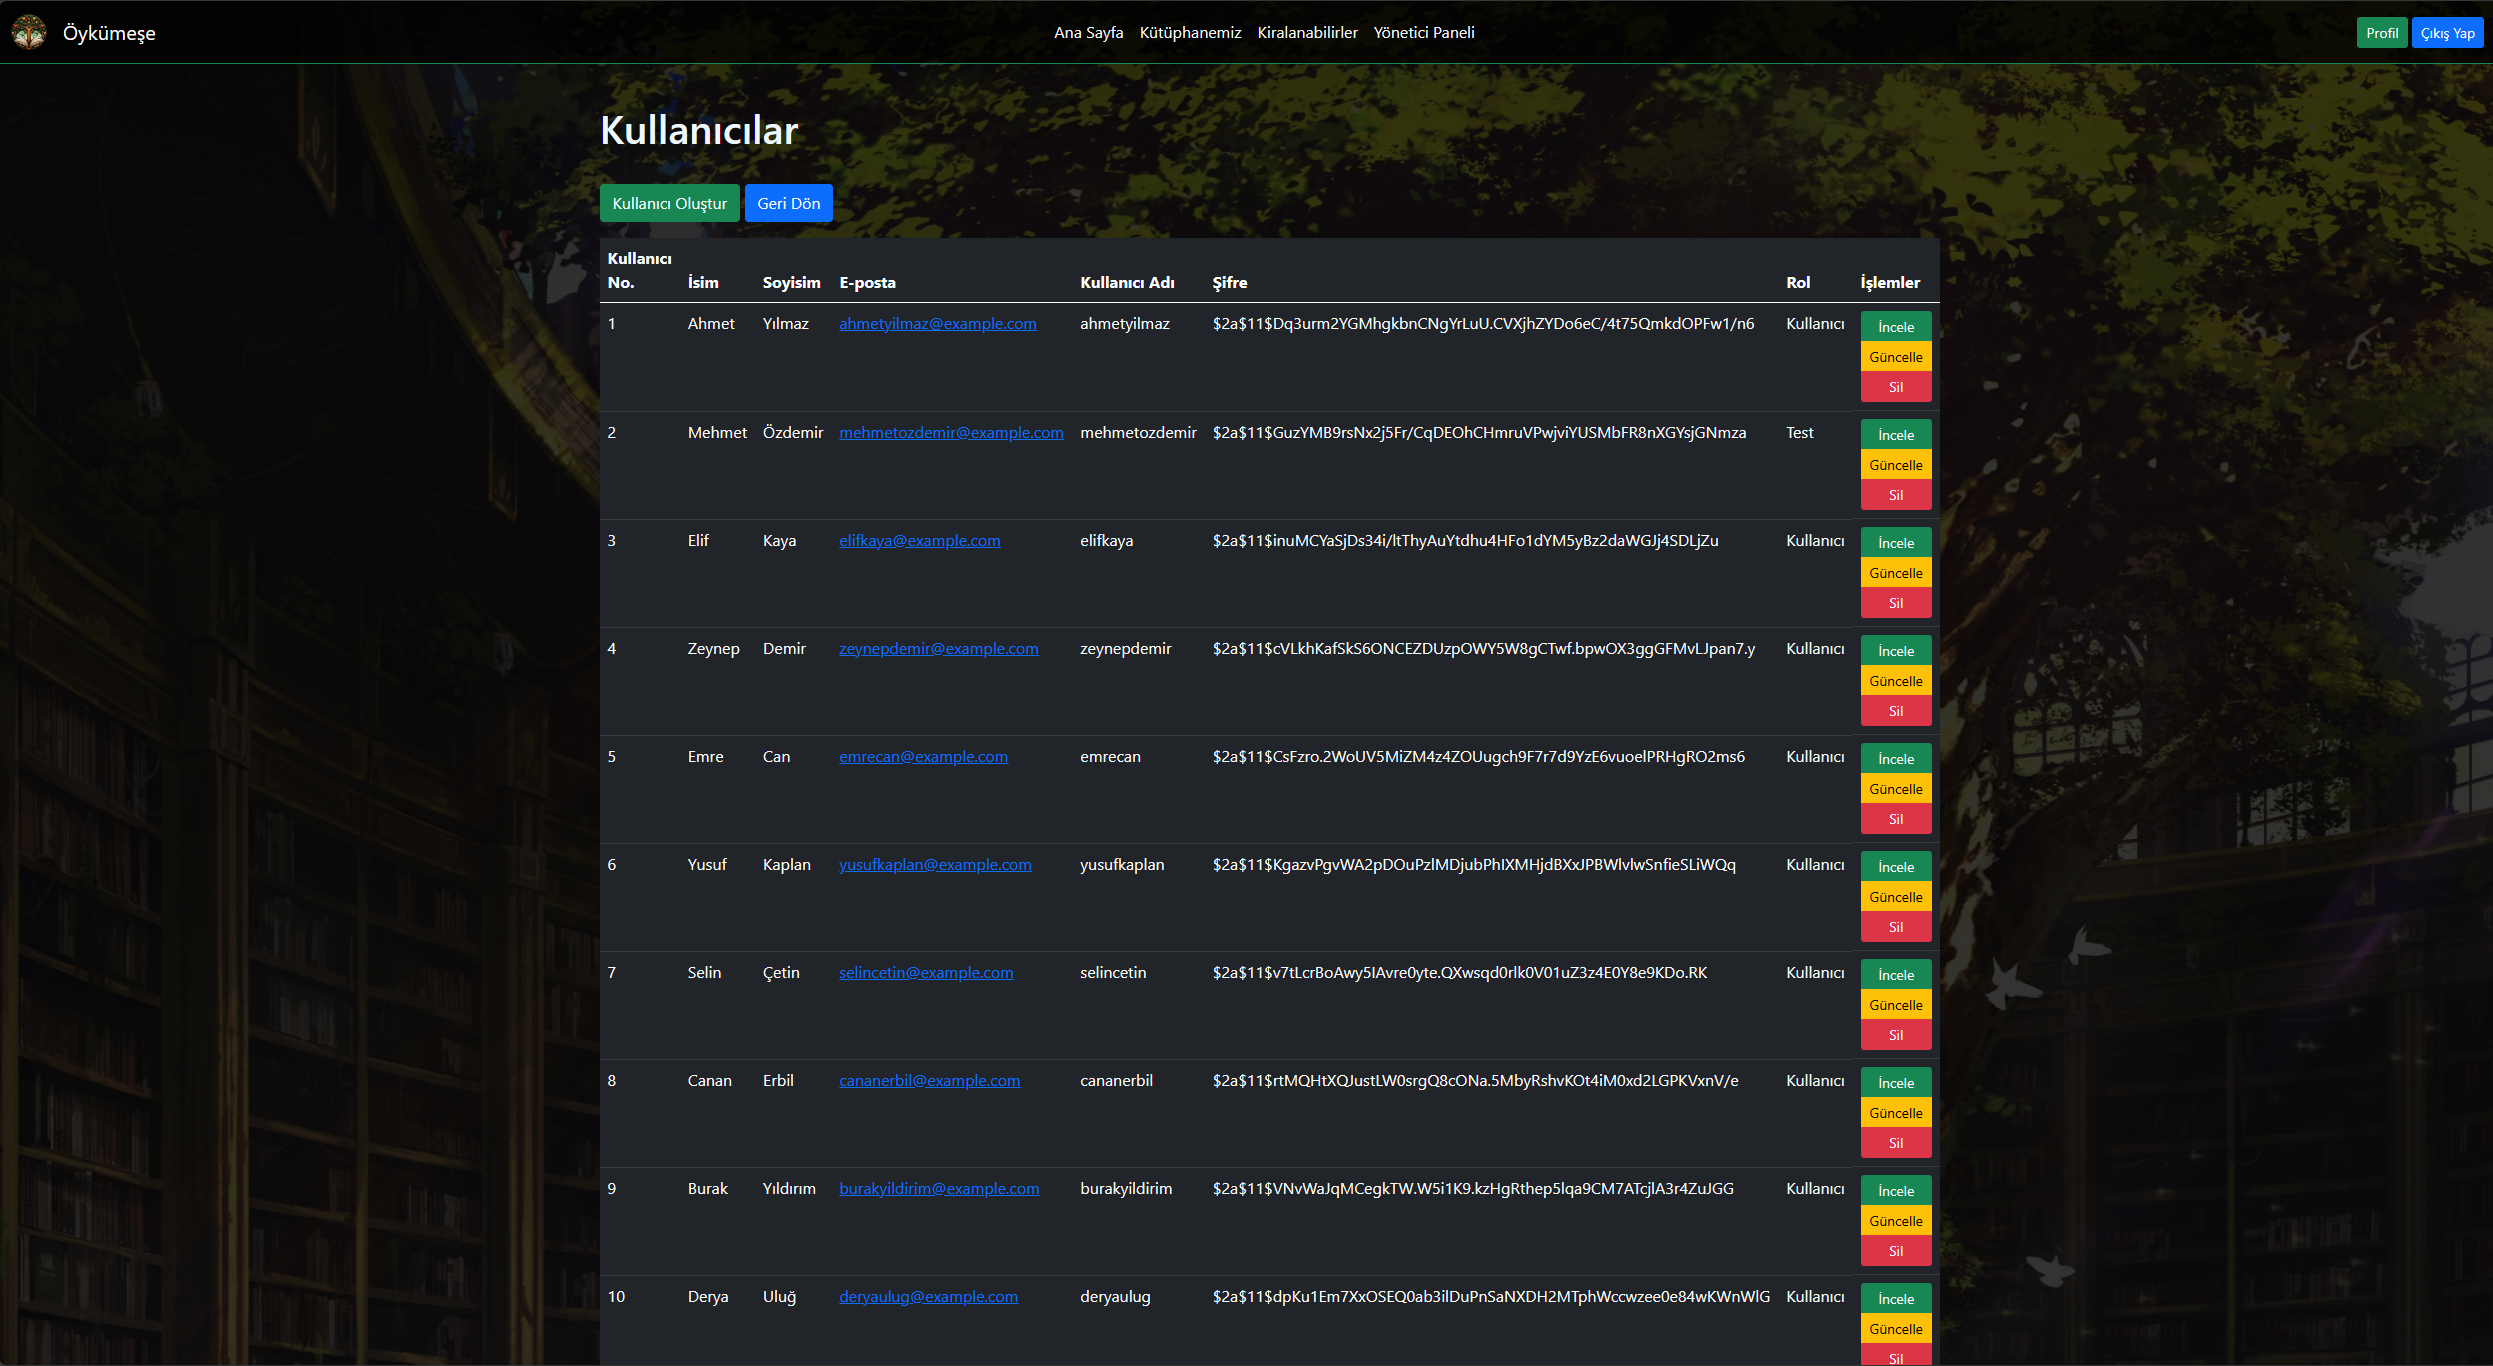 Öykümeşe
Ana Sayfa Kütüphanemiz Kiralanabilirler Yönetici Paneli
Profil Çıkış Yap
Kullanıcılar
Kullanıcı Oluştur Geri Dön
Kullanıcı No. İsim Soyisim E-posta Kullanıcı Adı Şifre Rol İşlemler
1 Ahmet Yılmaz ahmetyilmaz@example.com ahmetyilmaz $2a$11$Dq3urm2YGMhgkbnCNgYrLuU.CVXjhZYDo6eC/4t75QmkdOPFw1/n6 Kullanıcı İncele
Güncelle
Sil
2 Mehmet Özdemir mehmetozdemir@example.com mehmetozdemir $2a$11$GuzYMB9rsNx2j5Fr/CqDEOhCHmruVPwjviYUSMbFR8nXGYsjGNmza Test İncele
Güncelle
Sil
3 Elif Kaya elifkaya@example.com elifkaya $2a$11$inuMCYaSjDs34i/ltThyAuYtdhu4HFo1dYM5yBz2daWGJj4SDLjZu Kullanıcı İncele
Güncelle
Sil
4 Zeynep Demir zeynepdemir@example.com zeynepdemir $2a$11$cVLkhKafSkS6ONCEZDUzpOWY5W8gCTwf.bpwOX3ggGFMvLJpan7.y Kullanıcı İncele
Güncelle
Sil
5 Emre Can emrecan@example.com emrecan $2a$11$CsFzro.2WoUV5MiZM4z4ZOUugch9F7r7d9YzE6vuoelPRHgRO2ms6 Kullanıcı İncele
Güncelle
Sil
6 Yusuf Kaplan yusufkaplan@example.com yusufkaplan $2a$11$KgazvPgvWA2pDOuPzlMDjubPhIXMHjdBXxJPBWlvlwSnfieSLiWQq Kullanıcı İncele
Güncelle
Sil
7 Selin Çetin selincetin@example.com selincetin $2a$11$v7tLcrBoAwy5IAvre0yte.QXwsqd0rlk0V01uZ3z4E0Y8e9KDo.RK Kullanıcı İncele
Güncelle
Sil
8 Canan Erbil cananerbil@example.com cananerbil $2a$11$rtMQHtXQJustLW0srgQ8cONa.5MbyRshvKOt4iM0xd2LGPKVxnV/e Kullanıcı İncele
Güncelle
Sil
9 Burak Yıldırım burakyildirim@example.com burakyildirim $2a$11$VNvWaJqMCegkTW.W5i1K9.kzHgRthep5lqa9CM7ATcjlA3r4ZuJGG Kullanıcı İncele
Güncelle
Sil
10 Derya Uluğ deryaulug@example.com deryaulug $2a$11$dpKu1Em7XxOSEQ0ab3ilDuPnSaNXDH2MTphWccwzee0e84wKWnWlG Kullanıcı İncele
Güncelle
Sil